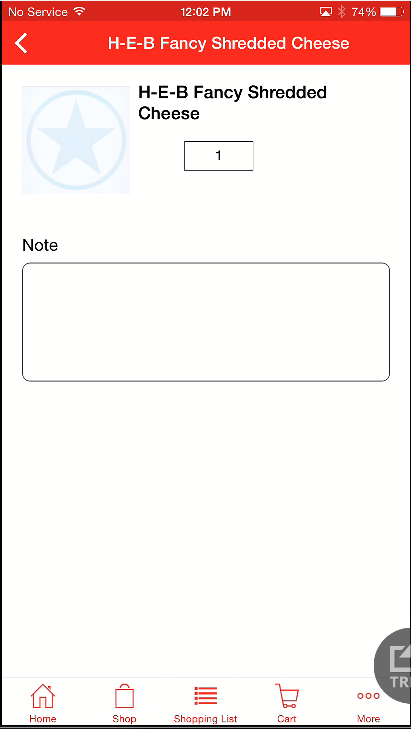 No Service 12:02 PM 74%
H-E-B Fancy Shredded Cheese
H-E-B Fancy Shredded
Cheese
1
Note
Home Shop Shopping List Cart More